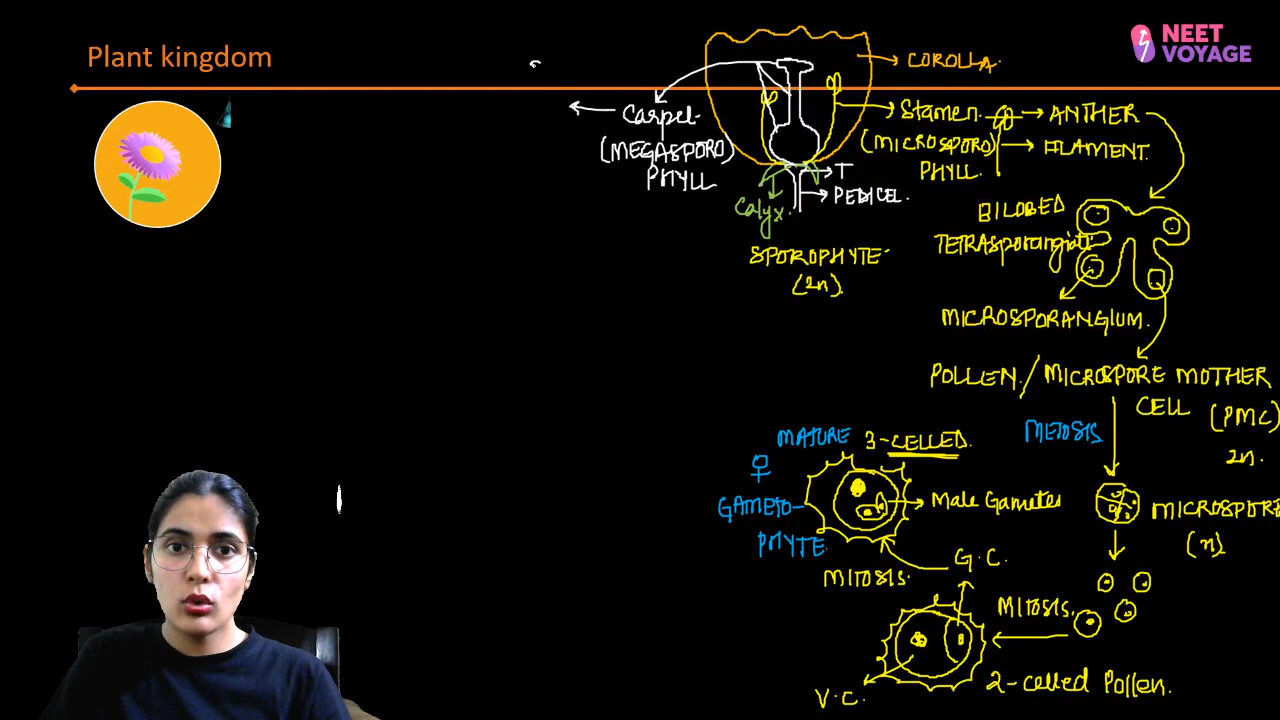 Plant kingdom
NEET
VOYAGE
COROLLA
Carpel
(MEGASPORO)
PHYLL
Stamen
(MICROSPORO)
PHYLL
ANTHER
FILAMENT
T
PEDICEL
Calyx
SPOROPHYTE
(2n)
BILOBED
TETRASporangiate
MICROSPORANGIUM.
POLLEN / MICROSPORE MOTHER
CELL (PMC)
2n.
MEIOSIS
MICROSPORE
(n)
MITOSIS.
2-celled Pollen.
V.C.
G.C.
MITOSIS.
MATURE 3-CELLED.
♀
GAMETO-
PHYTE
Male Gametes